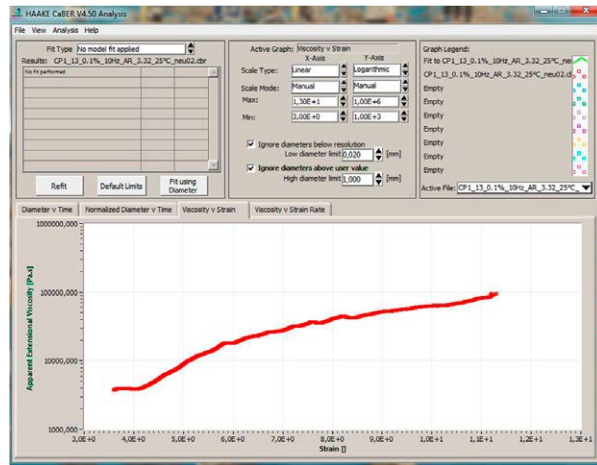 HAAKE CaBER V4.50 Analysis
File View Analysis Help
Fit Type No model fit applied
Results: CP1_13_0.1%_10Hz_AR_3.32_25°C_neu02.cbr
No fit performed
Refit
Default Limits
Fit using Diameter
Active Graph: Viscosity v Strain
X-Axis Y-Axis
Scale Type: Linear Logarithmic
Scale Mode: Manual Manual
Max: 1,30E+1 1,00E+6
Min: 3,00E+0 1,00E+3
Ignore diameters below resolution
Low diameter limit 0,020 [mm]
Ignore diameters above user value
High diameter limit 1,000 [mm]
Graph Legend:
Fit to CP1_13_0.1%_10Hz_AR_3.32_25°C_neu
CP1_13_0.1%_10Hz_AR_3.32_25°C_neu02.c
Empty
Empty
Empty
Empty
Empty
Empty
Empty
Active File: CP1_13_0.1%_10Hz_AR_3.32_25°C_
Diameter v Time
Normalized Diameter v Time
Viscosity v Strain
Viscosity v Strain Rate
Apparent Extensional Viscosity [Pa.s]
1000000,000
100000,000
10000,000
1000,000
3,0E+0 4,0E+0 5,0E+0 6,0E+0 7,0E+0 8,0E+0 9,0E+0 1,0E+1 1,1E+1 1,2E+1 1,3E+1
Strain []